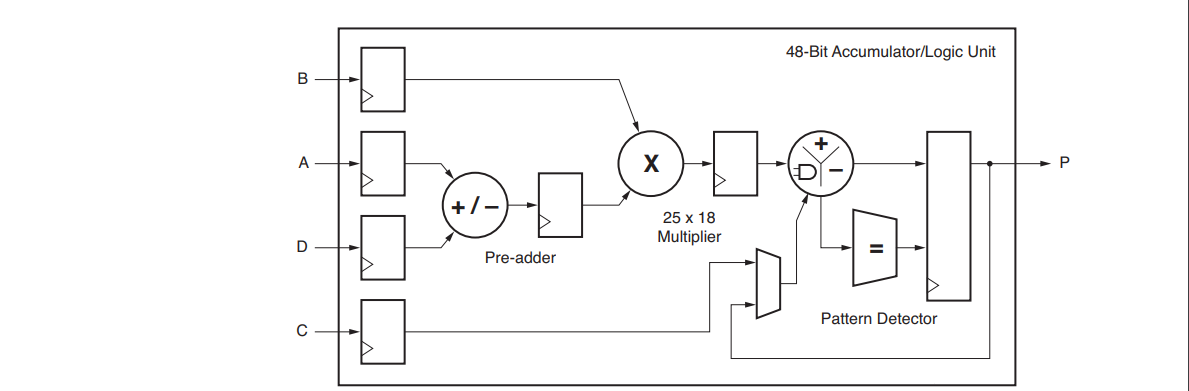 48-Bit Accumulator/Logic Unit
B
A
D
C
+ / −
Pre-adder
X
25 x 18
Multiplier
+
−
=
Pattern Detector
P